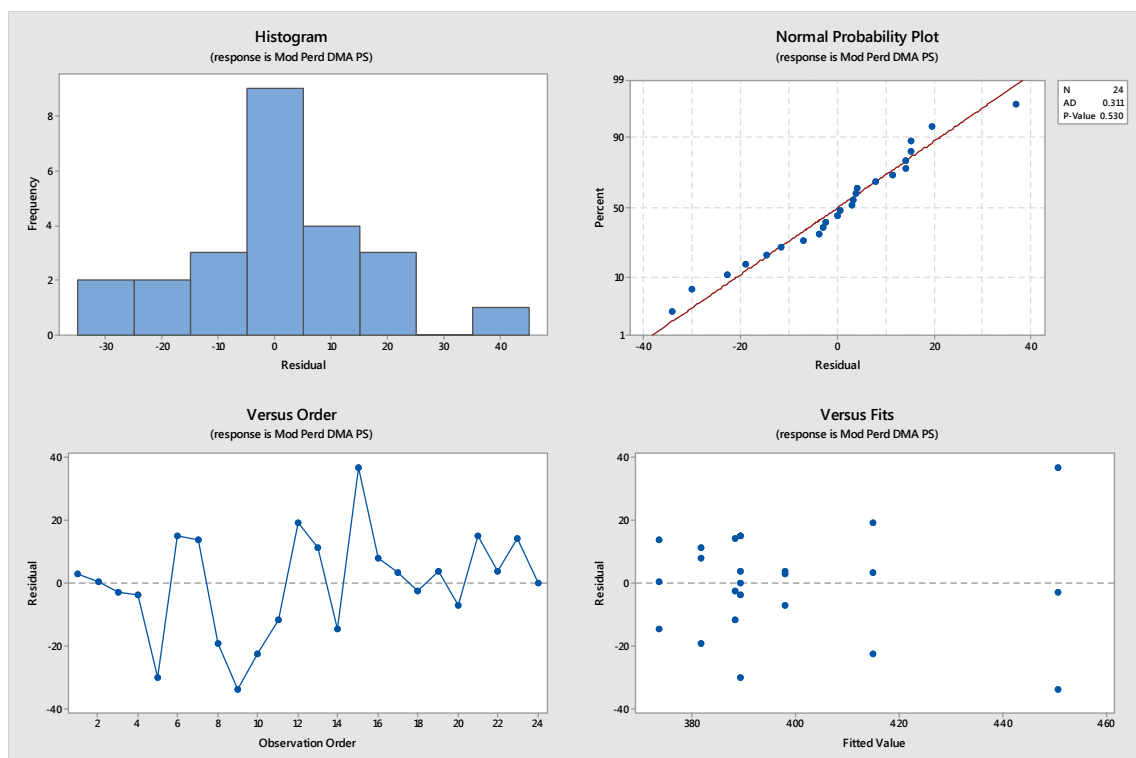 Histogram
(response is Mod Perd DMA PS)
Frequency
8
6
4
2
0
-30 -20 -10 0 10 20 30 40
Residual
Normal Probability Plot
(response is Mod Perd DMA PS)
Percent
99
90
50
10
1
-40 -20 0 20 40
Residual
N 24
AD 0.311
P-Value 0.530
Versus Order
(response is Mod Perd DMA PS)
Residual
40
20
0
-20
-40
2 4 6 8 10 12 14 16 18 20 22 24
Observation Order
Versus Fits
(response is Mod Perd DMA PS)
Residual
40
20
0
-20
-40
380 400 420 440 460
Fitted Value